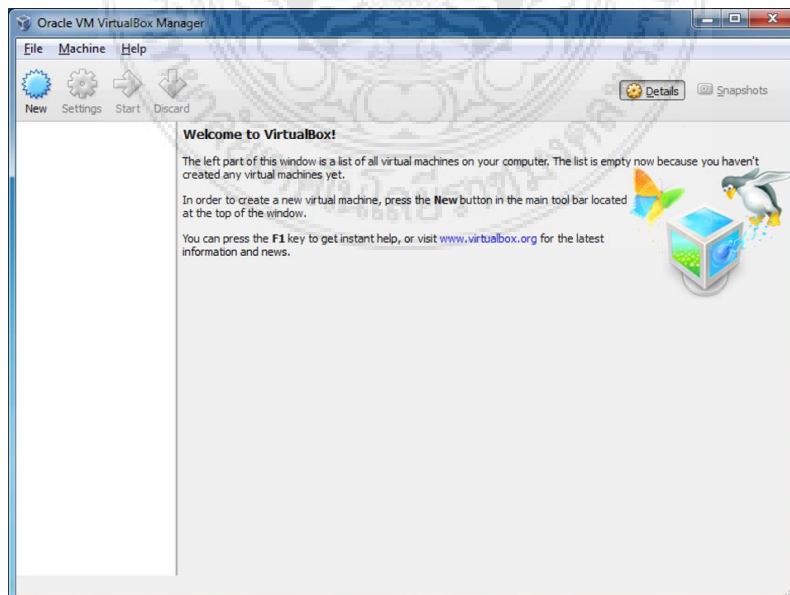 Oracle VM VirtualBox Manager
File Machine Help
New Settings Start Discard
Details Snapshots
Welcome to VirtualBox!
The left part of this window is a list of all virtual machines on your computer. The list is empty now because you haven't
created any virtual machines yet.
In order to create a new virtual machine, press the New button in the main tool bar located
at the top of the window.
You can press the F1 key to get instant help, or visit www.virtualbox.org for the latest
information and news.